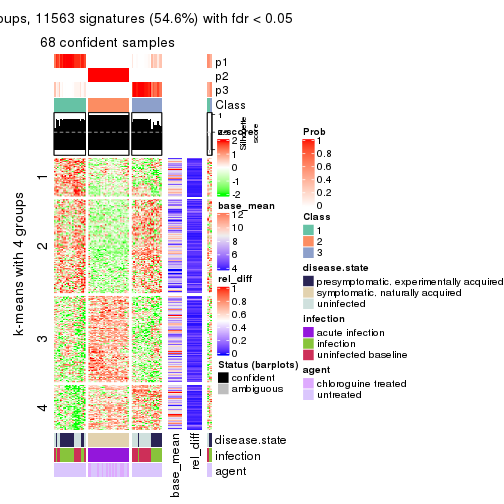 oups, 11563 signatures (54.6%) with fdr < 0.05
68 confident samples
p1
p2
p3
Class
1
Silhouette
score
z-score
2
1
0
-1
-2
base_mean
12
10
8
6
4
rel_diff
1
0.8
0.6
0.4
0.2
0
Status (barplots)
confident
ambiguous
Prob
1
0.8
0.6
0.4
0.2
0
Class
1
2
3
disease.state
presymptomatic. experimentally acquired
symptomatic. naturally acquired
uninfected
infection
acute infection
infection
uninfected baseline
agent
chloroguine treated
untreated
k-means with 4 groups
1
2
3
4
disease.state
infection
agent
base_mean
rel_diff